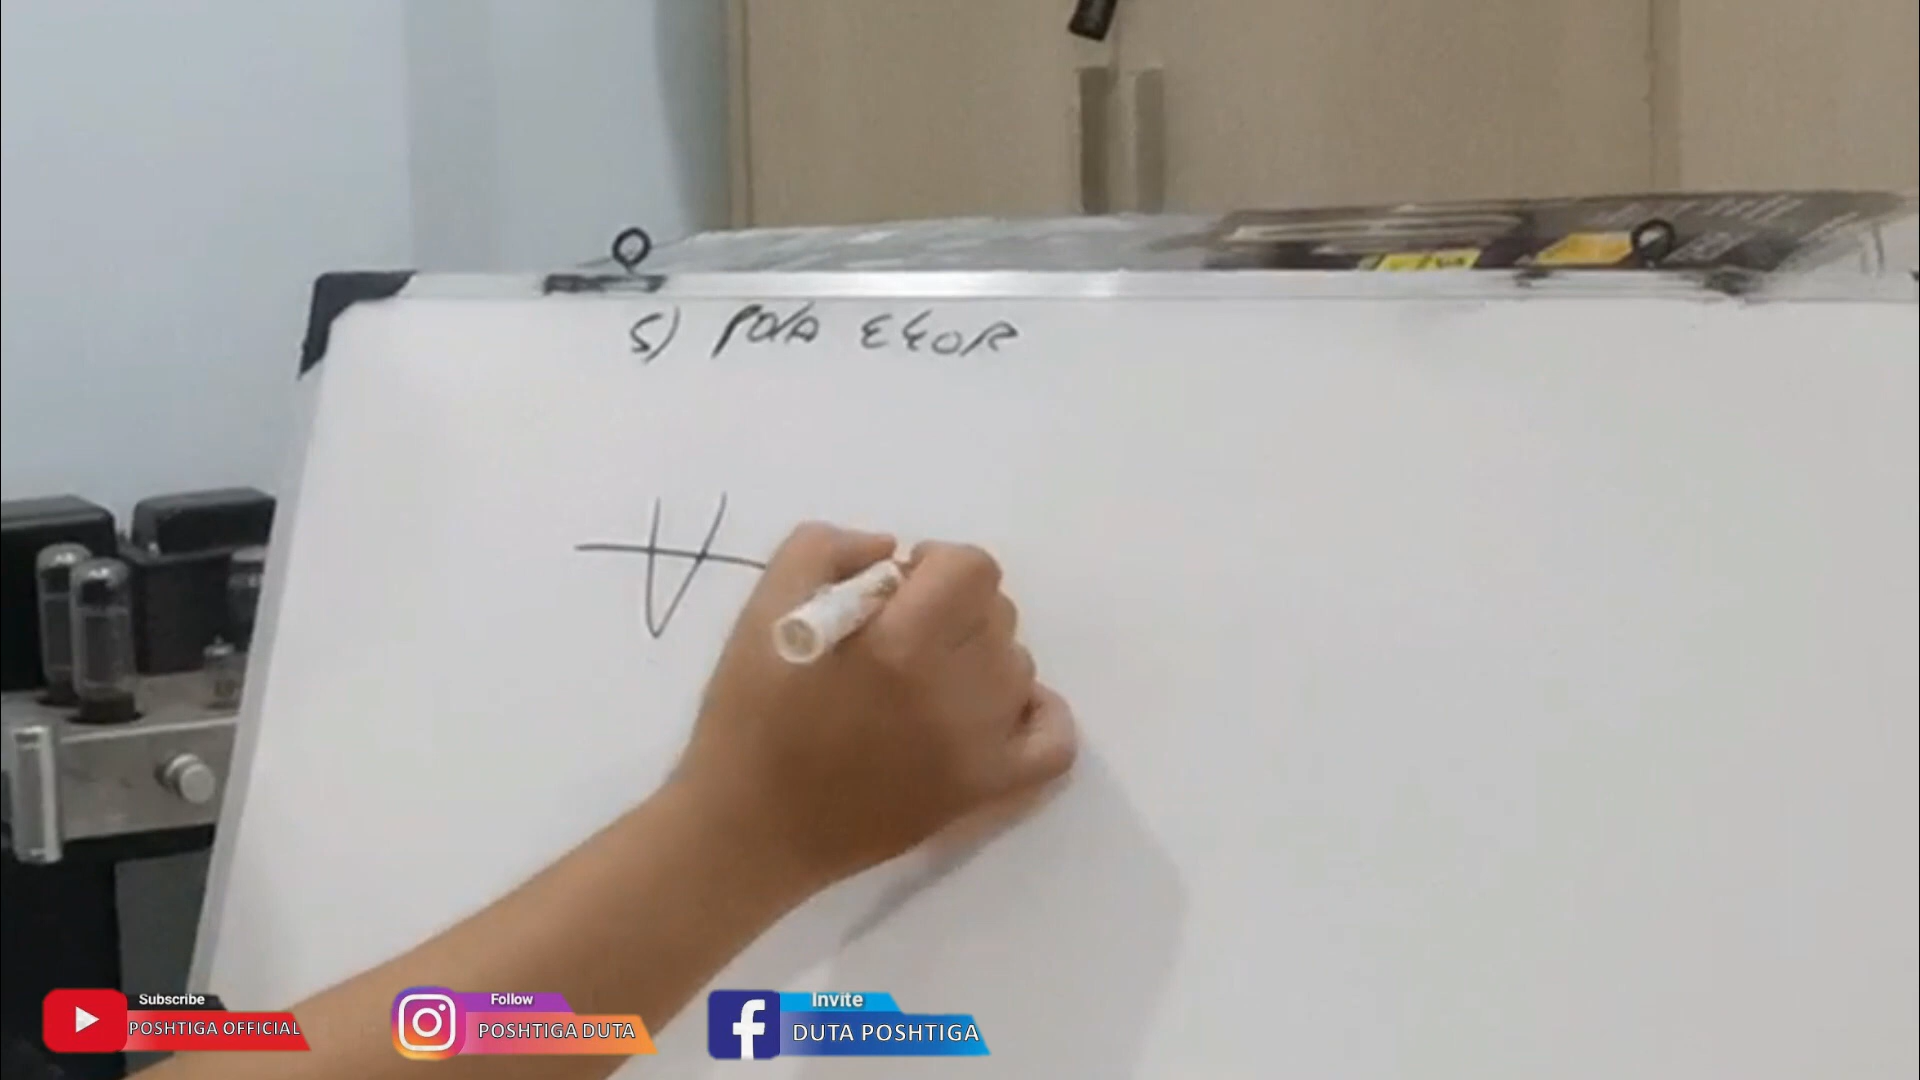 5) POLA EKOR
Subscribe
POSHTIGA OFFICIAL
Follow
POSHTIGA DUTA
Invite
DUTA POSHTIGA